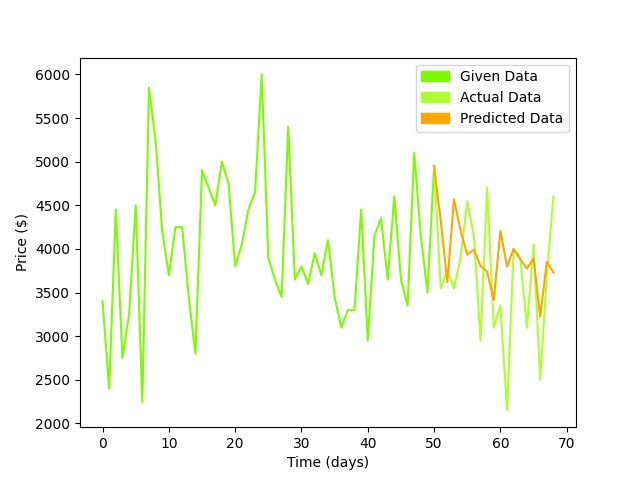 Given Data
Actual Data
Predicted Data
6000
5500
5000
4500
4000
3500
3000
2500
2000
Price ($)
0 10 20 30 40 50 60 70
Time (days)